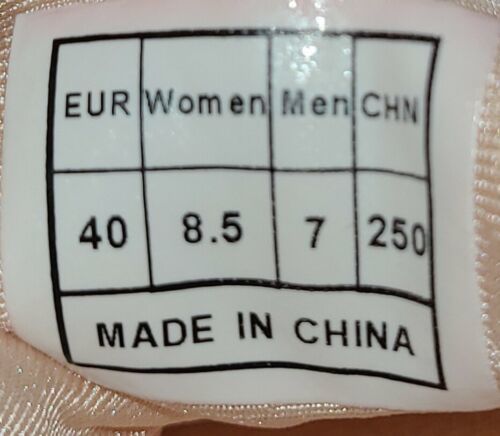 EUR Women Men CHN
40 8.5 7 250
MADE IN CHINA